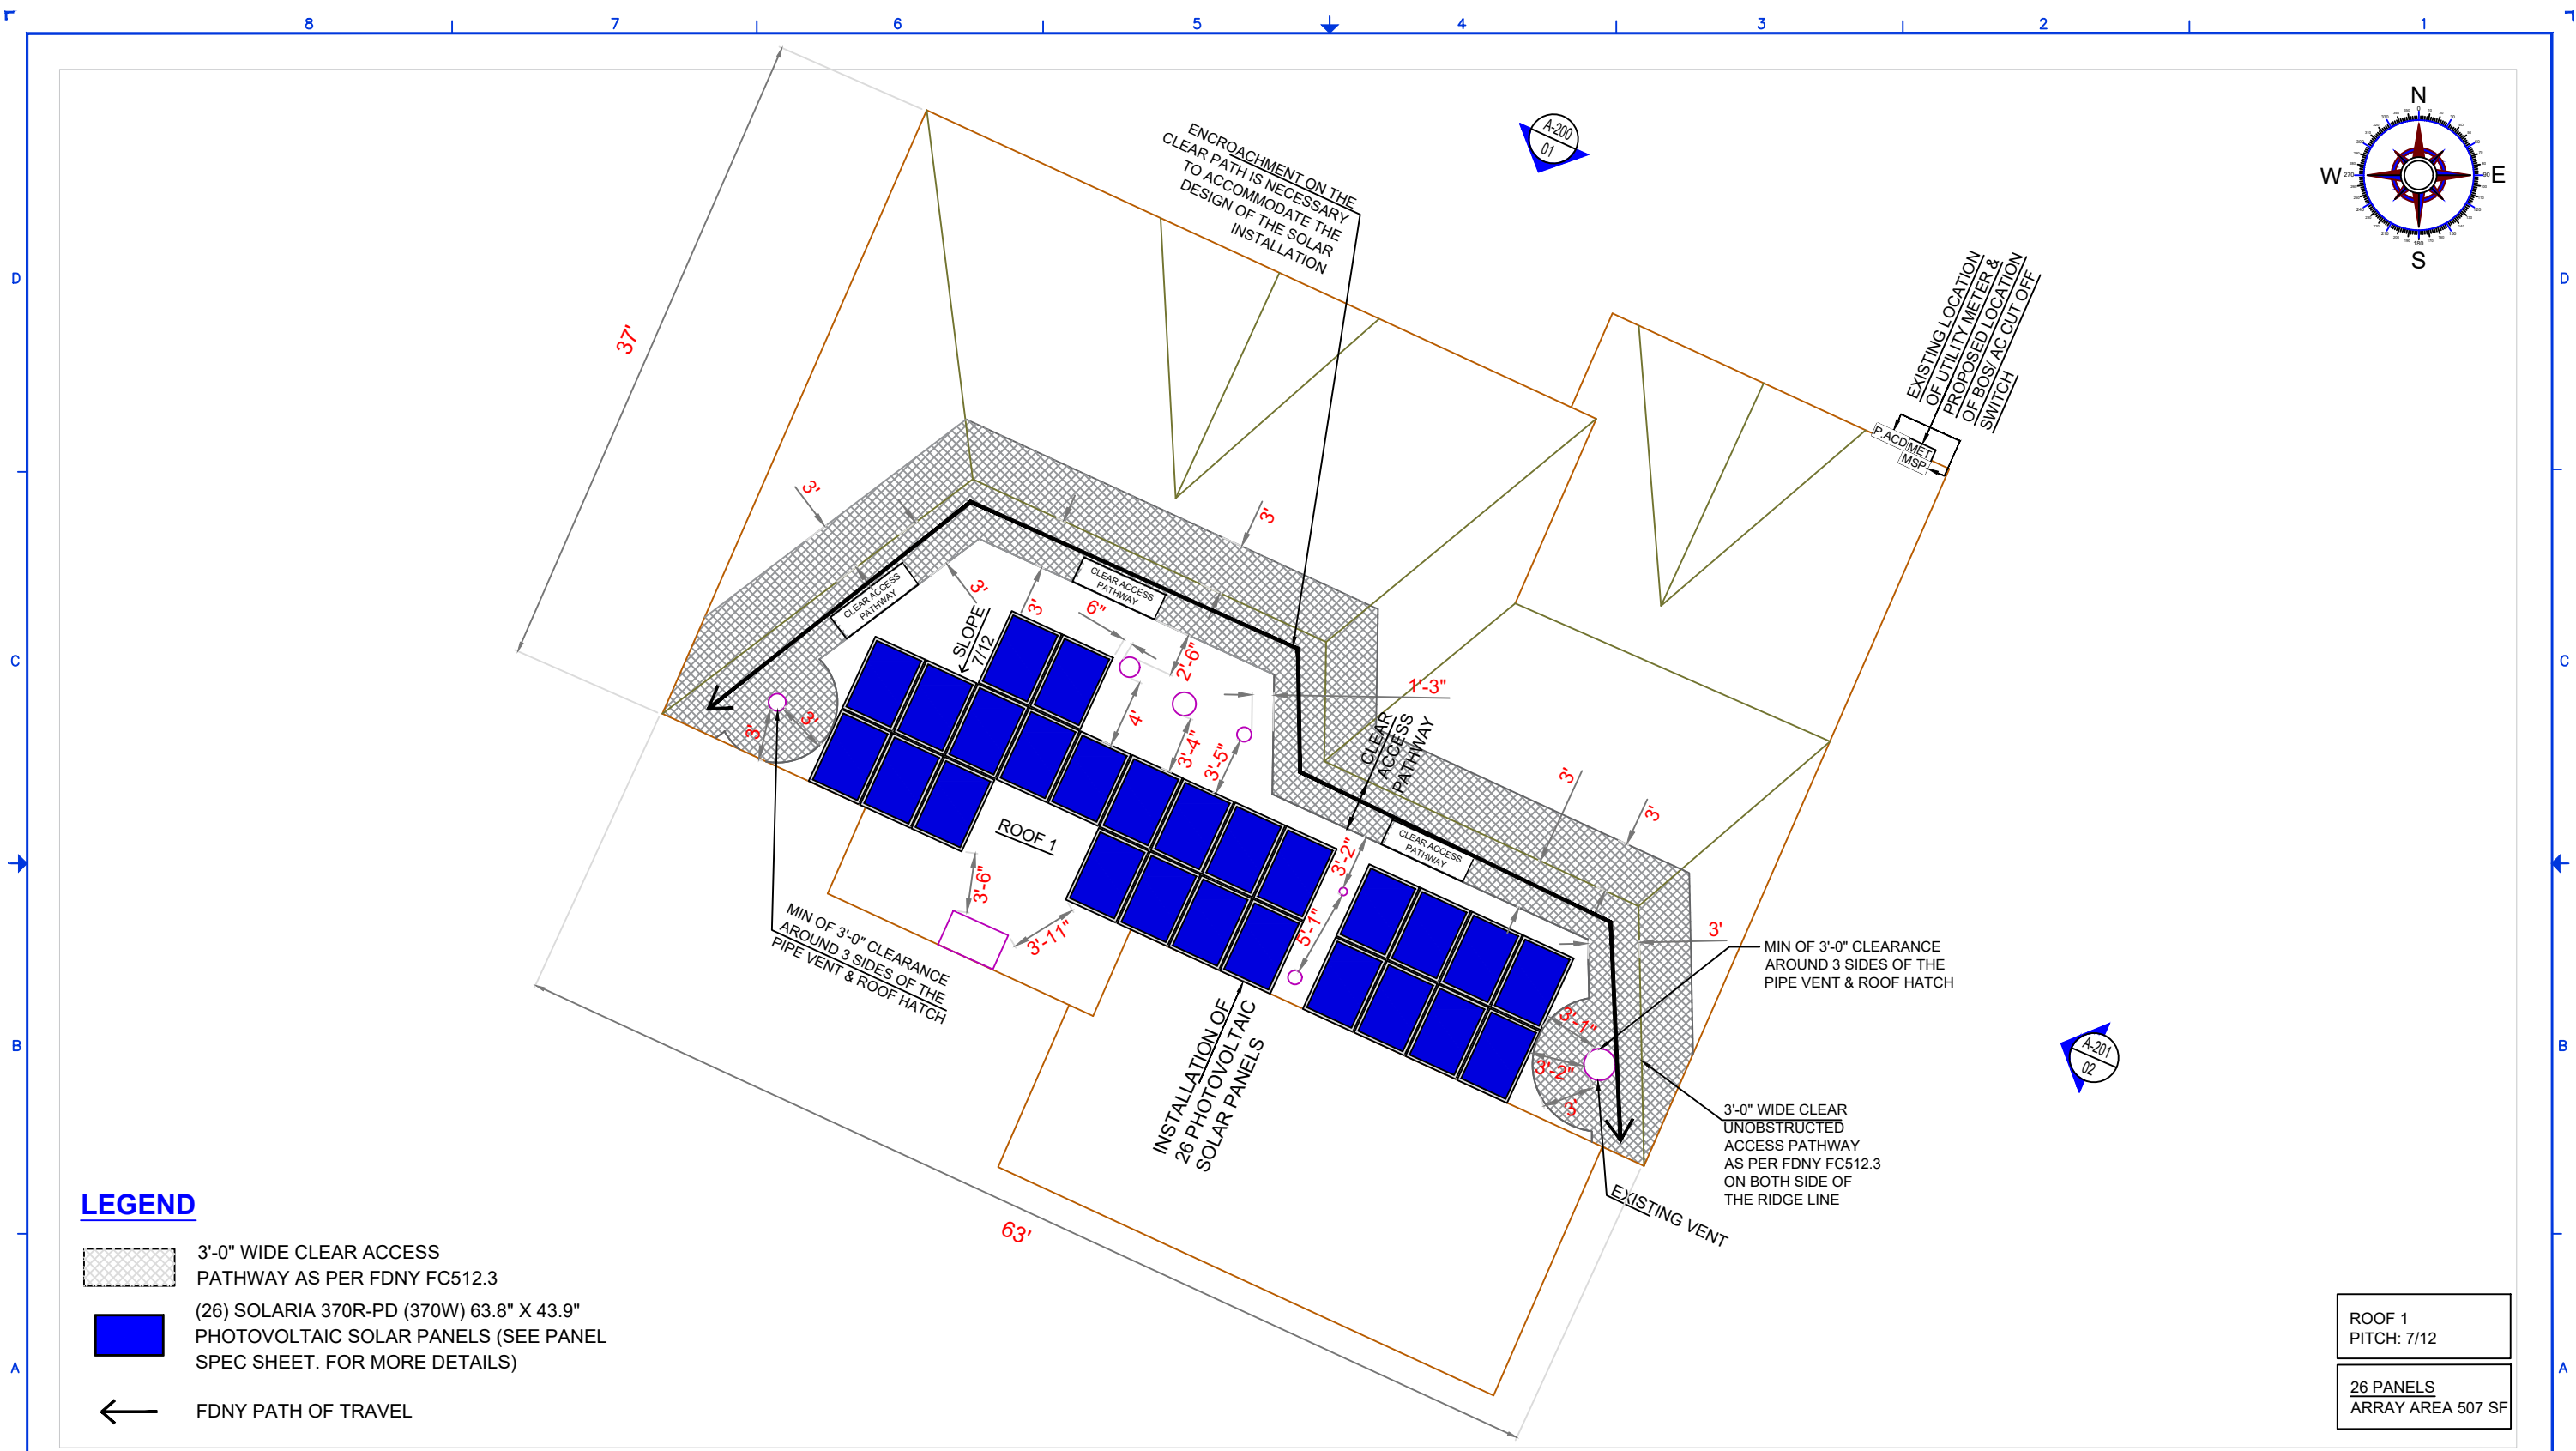 8 7 6 5 4 3 2 1
D
C
B
A
D
C
B
A
N
W
E
S
270
90
180
0
A-200
01
ENCROACHMENT ON THE
CLEAR PATH IS NECESSARY
TO ACCOMMODATE THE
DESIGN OF THE SOLAR
INSTALLATION
EXISTING LOCATION
OF UTILITY METER &
PROPOSED LOCATION
OF BOS/ AC CUT OFF
SWITCH
P.ACD
MET
MSP
37'
3'
3'
3'
3'
CLEAR ACCESS
PATHWAY
CLEAR ACCESS
PATHWAY
SLOPE
7/12
6"
2'-6"
4'
3'-4"
3'-5"
1'-3"
CLEAR
ACCESS
PATHWAY
3'
3'
3'
3'
ROOF 1
3'-2"
CLEAR ACCESS
PATHWAY
5'-1"
3'-6"
3'-11"
MIN OF 3'-0" CLEARANCE
AROUND 3 SIDES OF THE
PIPE VENT & ROOF HATCH
3'
MIN OF 3'-0" CLEARANCE
AROUND 3 SIDES OF THE
PIPE VENT & ROOF HATCH
3'-1"
3'-2"
3'
A-201
02
INSTALLATION OF
26 PHOTOVOLTAIC
SOLAR PANELS
3'-0" WIDE CLEAR
UNOBSTRUCTED
ACCESS PATHWAY
AS PER FDNY FC512.3
ON BOTH SIDE OF
THE RIDGE LINE
EXISTING VENT
63'
LEGEND
3'-0" WIDE CLEAR ACCESS
PATHWAY AS PER FDNY FC512.3
(26) SOLARIA 370R-PD (370W) 63.8" X 43.9"
PHOTOVOLTAIC SOLAR PANELS (SEE PANEL
SPEC SHEET. FOR MORE DETAILS)
FDNY PATH OF TRAVEL
ROOF 1
PITCH: 7/12
26 PANELS
ARRAY AREA 507 SF